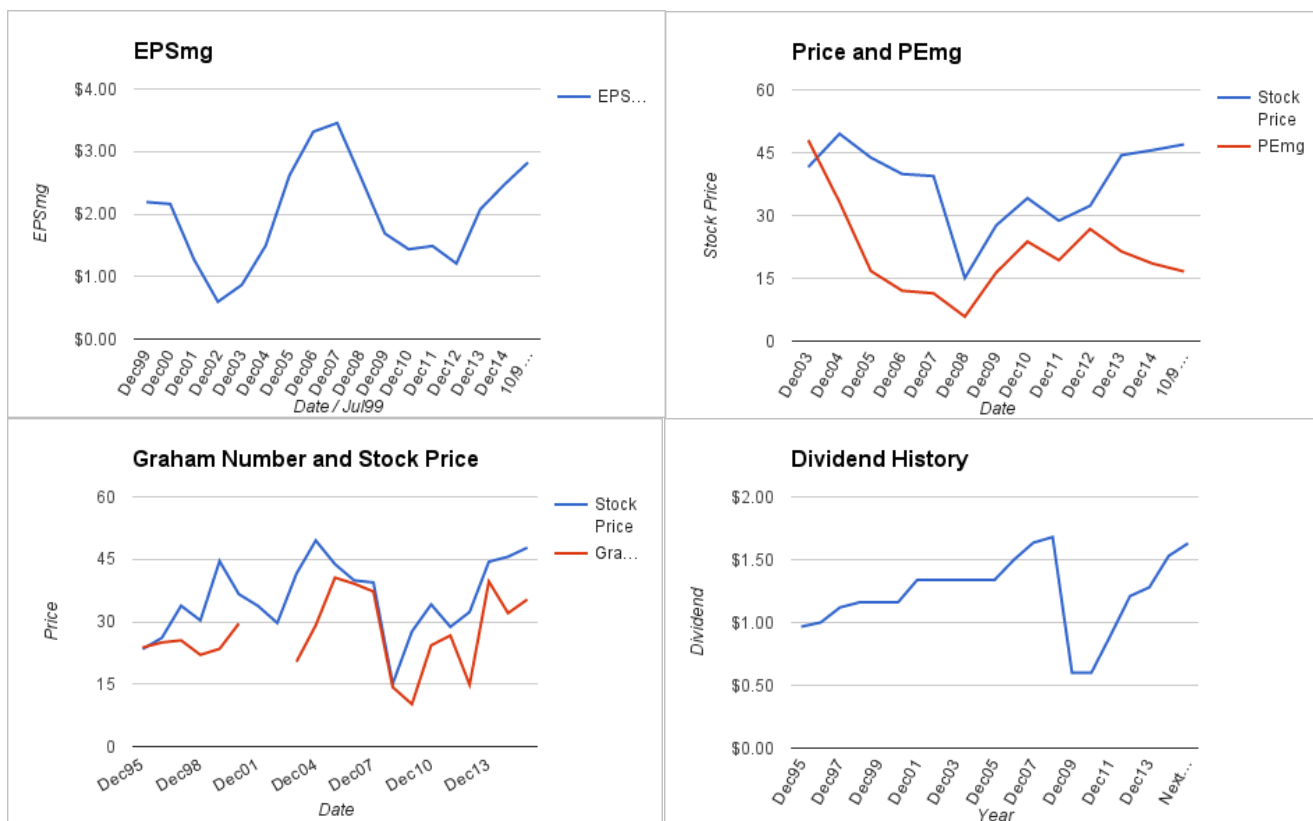 EPSmg
$4.00
$3.00
$2.00
$1.00
$0.00
EPSmg
EPS...
Dec99
Dec00
Dec01
Dec02
Dec03
Dec04
Dec05
Dec06
Dec07
Dec08
Dec09
Dec10
Dec11
Dec12
Dec13
Dec14
10/9 ...
Date / Jul99
Price and PEmg
60
45
30
15
0
Stock Price
Stock
Price
PEmg
Dec03
Dec04
Dec05
Dec06
Dec07
Dec08
Dec09
Dec10
Dec11
Dec12
Dec13
Dec14
10/9 ...
Date
Graham Number and Stock Price
60
45
30
15
0
Price
Stock
Price
Gra...
Dec95
Dec98
Dec01
Dec04
Dec07
Dec10
Dec13
Date
Dividend History
$2.00
$1.50
$1.00
$0.50
$0.00
Dividend
Dec95
Dec97
Dec99
Dec01
Dec03
Dec05
Dec07
Dec09
Dec11
Dec13
Next...
Year